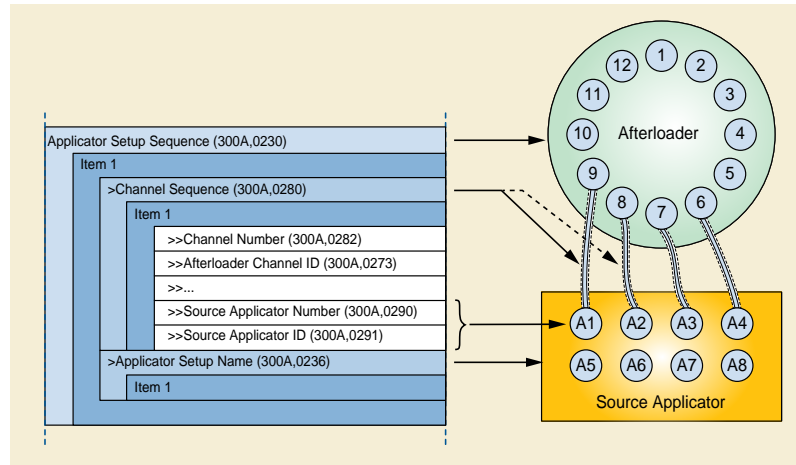 Applicator Setup Sequence (300A,0230)
Item 1
>Channel Sequence (300A,0280)
Item 1
>>Channel Number (300A,0282)
>>Afterloader Channel ID (300A,0273)
>>...
>>Source Applicator Number (300A,0290)
>>Source Applicator ID (300A,0291)
>Applicator Setup Name (300A,0236)
Item 1
1
2
3
4
5
6
7
8
9
10
11
12
Afterloader
A1 A2 A3 A4
A5 A6 A7 A8
Source Applicator